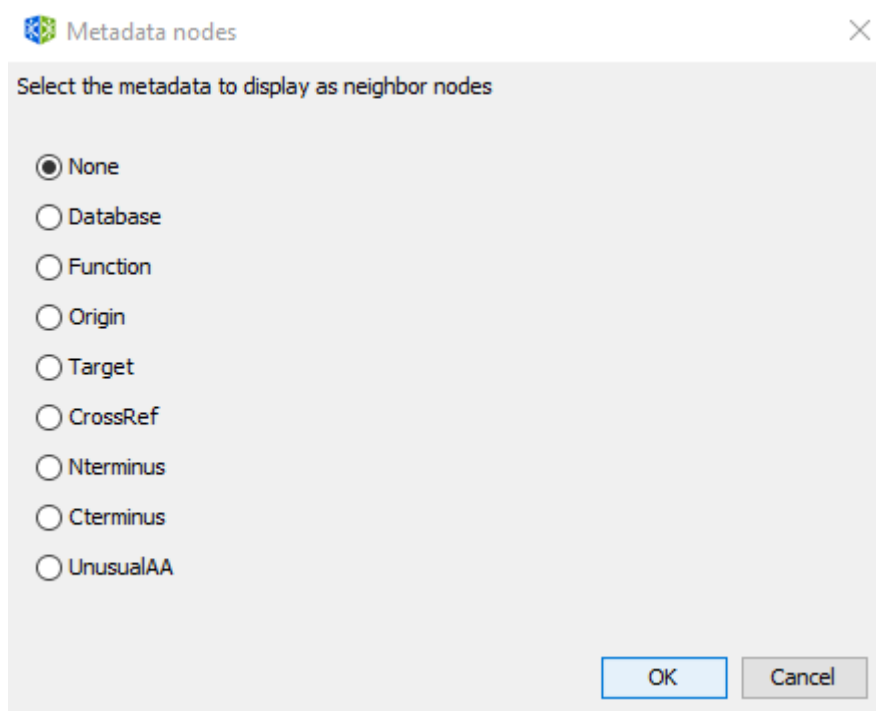 Metadata nodes
Select the metadata to display as neighbor nodes
None
Database
Function
Origin
Target
CrossRef
Nterminus
Cterminus
UnusualAA
OK Cancel